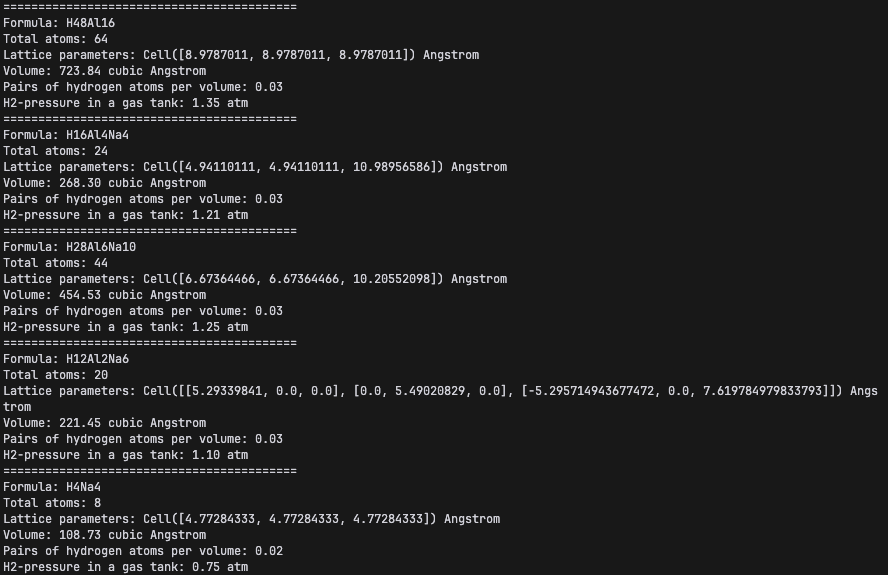 ==========================================
Formula: H48Al16
Total atoms: 64
Lattice parameters: Cell([8.9787011, 8.9787011, 8.9787011]) Angstrom
Volume: 723.84 cubic Angstrom
Pairs of hydrogen atoms per volume: 0.03
H2-pressure in a gas tank: 1.35 atm
==========================================
Formula: H16Al4Na4
Total atoms: 24
Lattice parameters: Cell([4.94110111, 4.94110111, 10.98956586]) Angstrom
Volume: 268.30 cubic Angstrom
Pairs of hydrogen atoms per volume: 0.03
H2-pressure in a gas tank: 1.21 atm
==========================================
Formula: H28Al6Na10
Total atoms: 44
Lattice parameters: Cell([6.67364466, 6.67364466, 10.20552098]) Angstrom
Volume: 454.53 cubic Angstrom
Pairs of hydrogen atoms per volume: 0.03
H2-pressure in a gas tank: 1.25 atm
==========================================
Formula: H12Al2Na6
Total atoms: 20
Lattice parameters: Cell([[5.29339841, 0.0, 0.0], [0.0, 5.49020829, 0.0], [-5.295714943677472, 0.0, 7.619784979833793]]) Angs
trom
Volume: 221.45 cubic Angstrom
Pairs of hydrogen atoms per volume: 0.03
H2-pressure in a gas tank: 1.10 atm
==========================================
Formula: H4Na4
Total atoms: 8
Lattice parameters: Cell([4.77284333, 4.77284333, 4.77284333]) Angstrom
Volume: 108.73 cubic Angstrom
Pairs of hydrogen atoms per volume: 0.02
H2-pressure in a gas tank: 0.75 atm